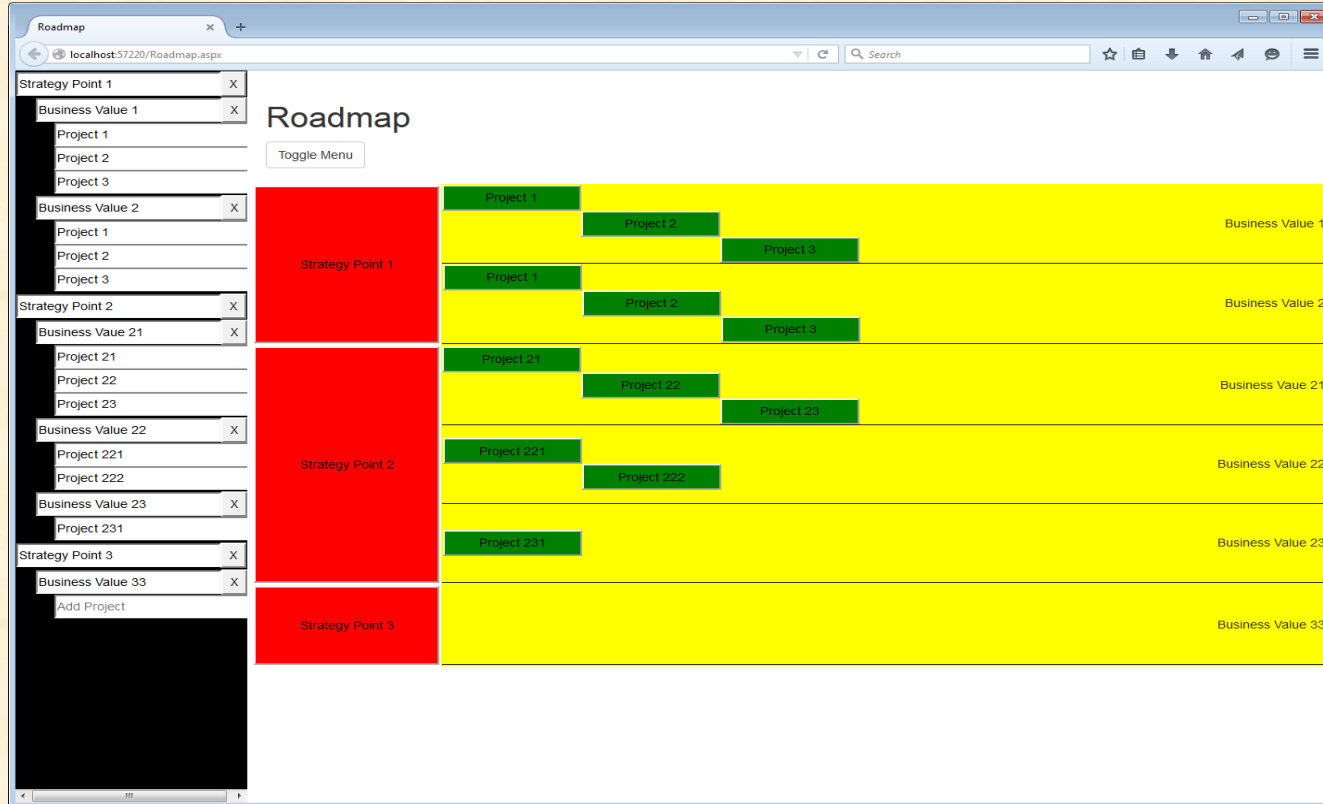 Roadmap
localhost:57220/Roadmap.aspx
Search
Strategy Point 1 X
Business Value 1 X
Project 1
Project 2
Project 3
Business Value 2 X
Project 1
Project 2
Project 3
Strategy Point 2 X
Business Vaue 21 X
Project 21
Project 22
Project 23
Business Value 22 X
Project 221
Project 222
Business Value 23 X
Project 231
Strategy Point 3 X
Business Value 33 X
Add Project
Roadmap
Toggle Menu
Strategy Point 1
Project 1
Project 2
Project 3
Business Value 1
Project 1
Project 2
Project 3
Business Value 2
Strategy Point 2
Project 21
Project 22
Project 23
Business Vaue 21
Project 221
Project 222
Business Value 22
Project 231
Business Value 23
Strategy Point 3
Business Value 33